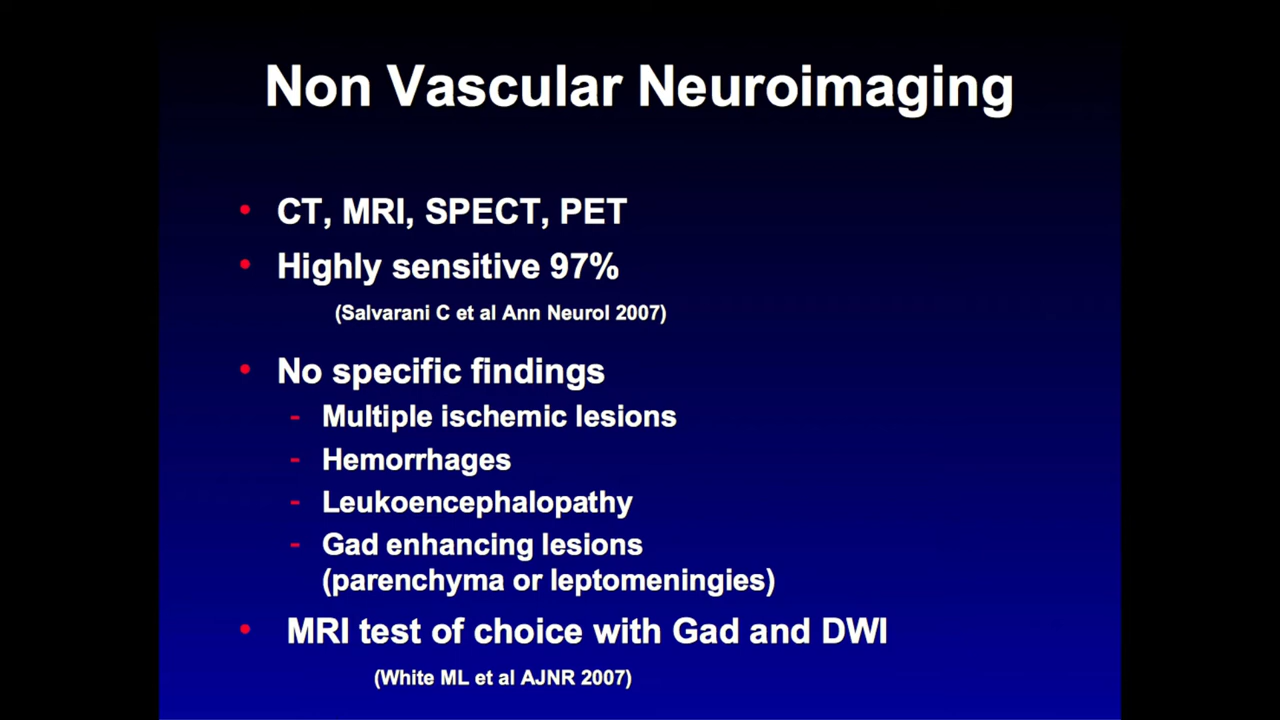 Non Vascular Neuroimaging
• CT, MRI, SPECT, PET
• Highly sensitive 97%
(Salvarani C et al Ann Neurol 2007)
• No specific findings
- Multiple ischemic lesions
- Hemorrhages
- Leukoencephalopathy
- Gad enhancing lesions
(parenchyma or leptomeningies)
• MRI test of choice with Gad and DWI
(White ML et al AJNR 2007)